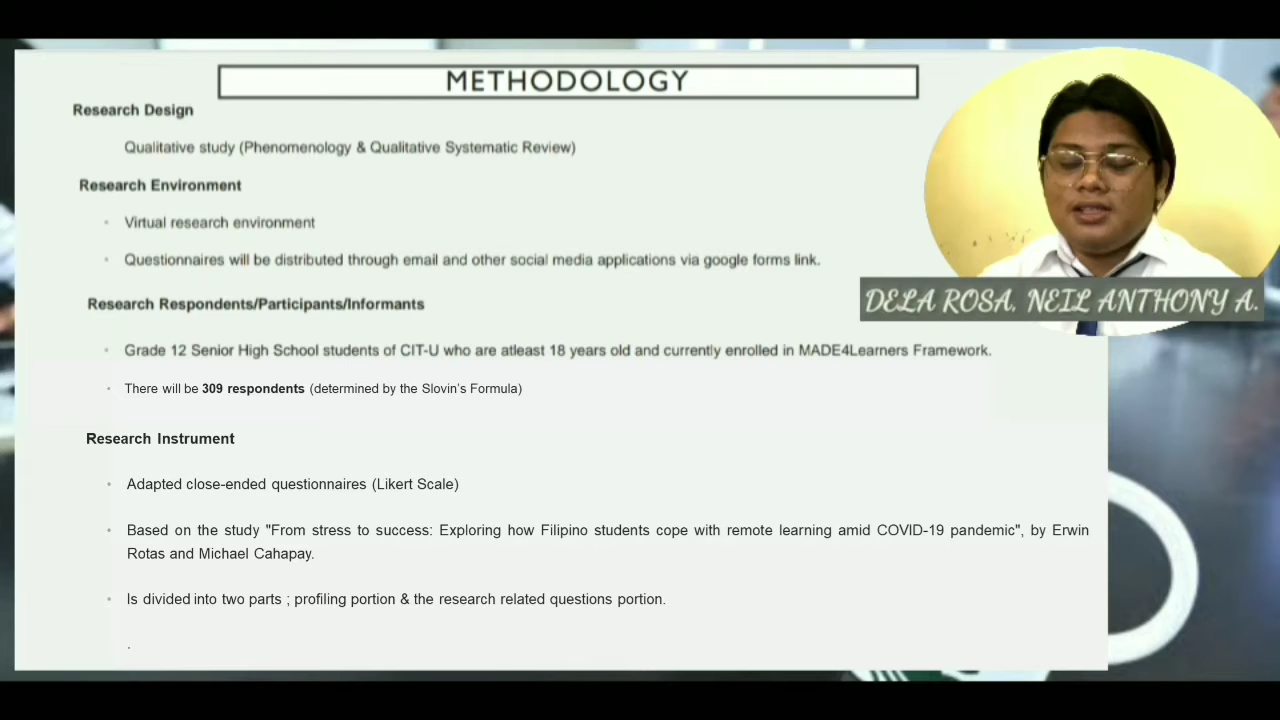 METHODOLOGY
Research Design
Qualitative study (Phenomenology & Qualitative Systematic Review)
Research Environment
• Virtual research environment
• Questionnaires will be distributed through email and other social media applications via google forms link.
DELA ROSA, NEIL ANTHONY A.
Research Respondents/Participants/Informants
• Grade 12 Senior High School students of CIT-U who are atleast 18 years old and currently enrolled in MADE4Learners Framework.
• There will be 309 respondents (determined by the Slovin's Formula)
Research Instrument
• Adapted close-ended questionnaires (Likert Scale)
• Based on the study "From stress to success: Exploring how Filipino students cope with remote learning amid COVID-19 pandemic", by Erwin
Rotas and Michael Cahapay.
• Is divided into two parts ; profiling portion & the research related questions portion.
.